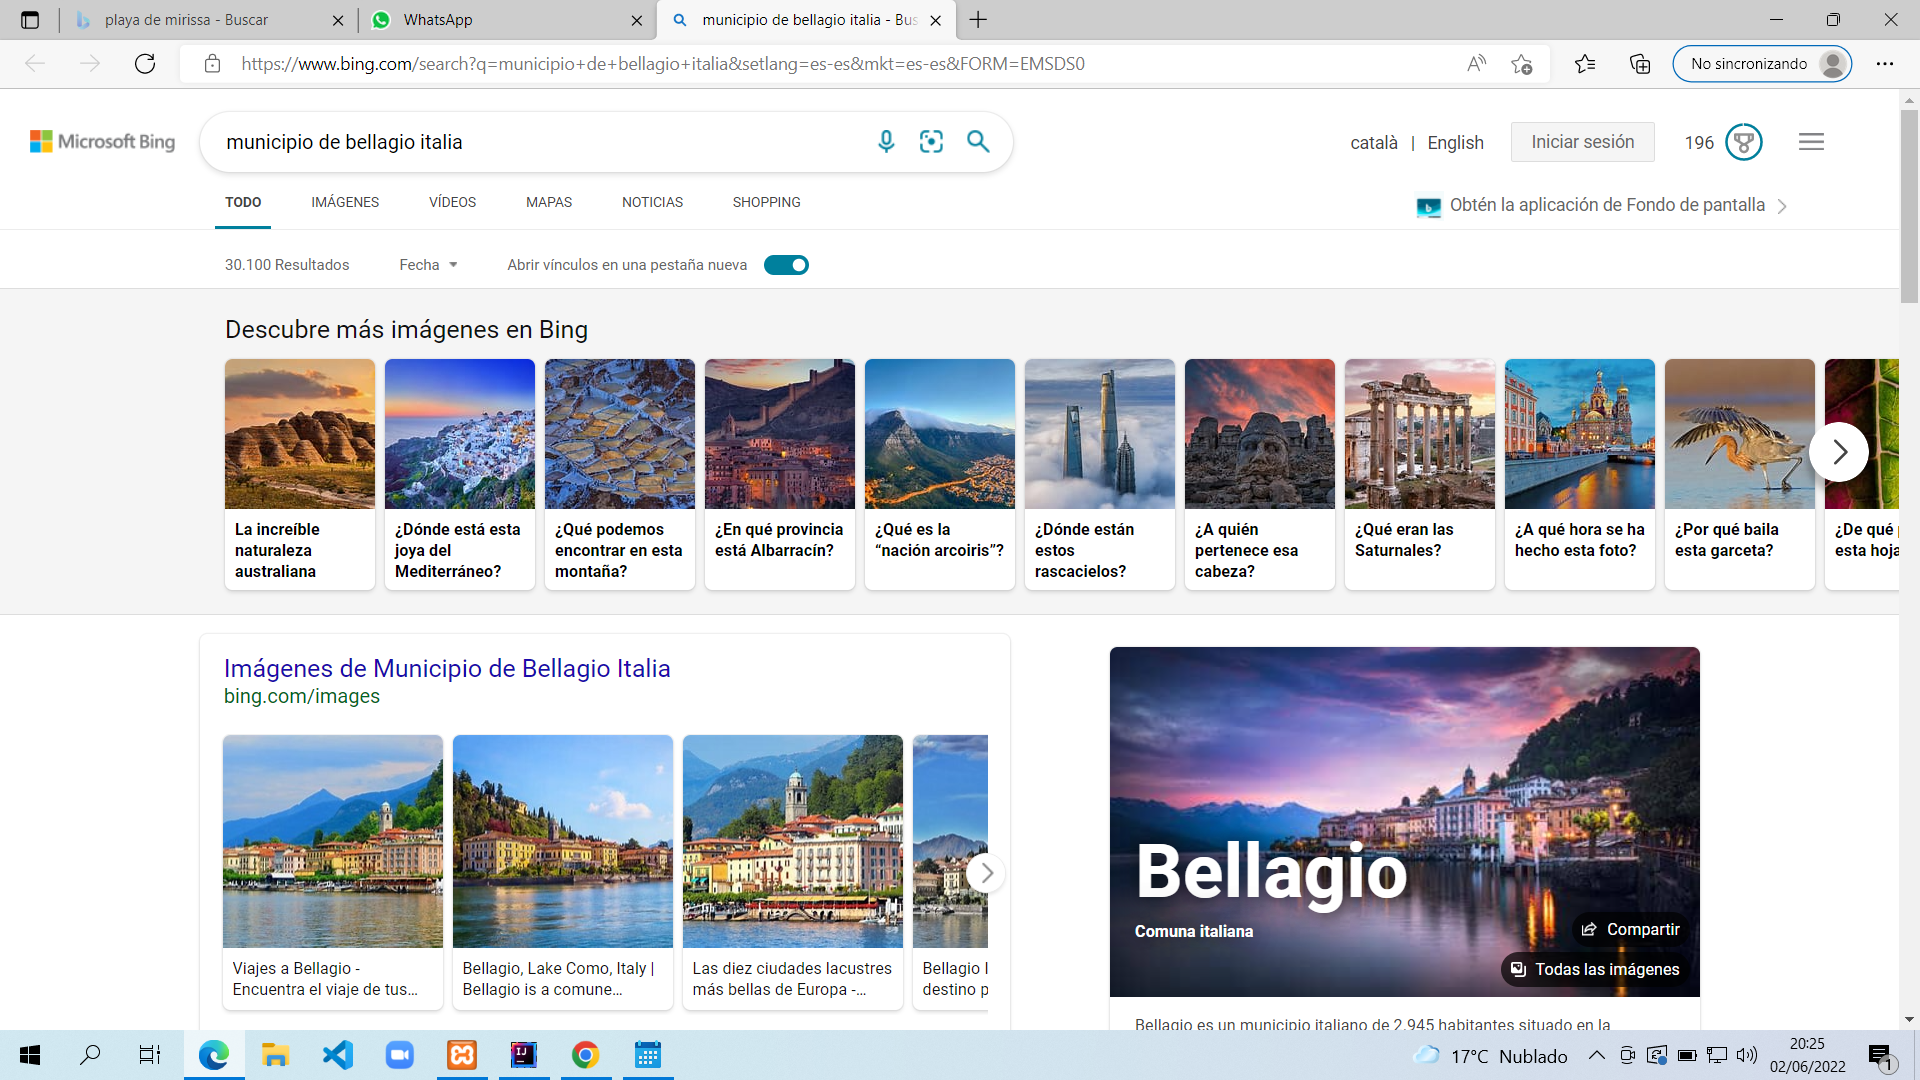 playa de mirissa - Buscar
WhatsApp
municipio de bellagio italia - Bus
https://www.bing.com/search?q=municipio+de+bellagio+italia&setlang=es-es&mkt=es-es&FORM=EMSDS0
No sincronizando
Microsoft Bing
municipio de bellagio italia
català | English
Iniciar sesión
196
TODO
IMÁGENES
VÍDEOS
MAPAS
NOTICIAS
SHOPPING
Obtén la aplicación de Fondo de pantalla
30.100 Resultados
Fecha
Abrir vínculos en una pestaña nueva
Descubre más imágenes en Bing
La increíble
naturaleza
australiana
¿Dónde está esta
joya del
Mediterráneo?
¿Qué podemos
encontrar en esta
montaña?
¿En qué provincia
está Albarracín?
¿Qué es la
“nación arcoiris”?
¿Dónde están
estos
rascacielos?
¿A quién
pertenece esa
cabeza?
¿Qué eran las
Saturnales?
¿A qué hora se ha
hecho esta foto?
¿Por qué baila
esta garceta?
¿De qué
esta hoja
Imágenes de Municipio de Bellagio Italia
bing.com/images
Viajes a Bellagio -
Encuentra el viaje de tus...
Bellagio, Lake Como, Italy |
Bellagio is a comune...
Las diez ciudades lacustres
más bellas de Europa -...
Bellagio
destino p
Bellagio
Comuna italiana
Compartir
Todas las imágenes
Bellagio es un municipio italiano de 2.945 habitantes situado en la
17°C Nublado
20:25
02/06/2022
1